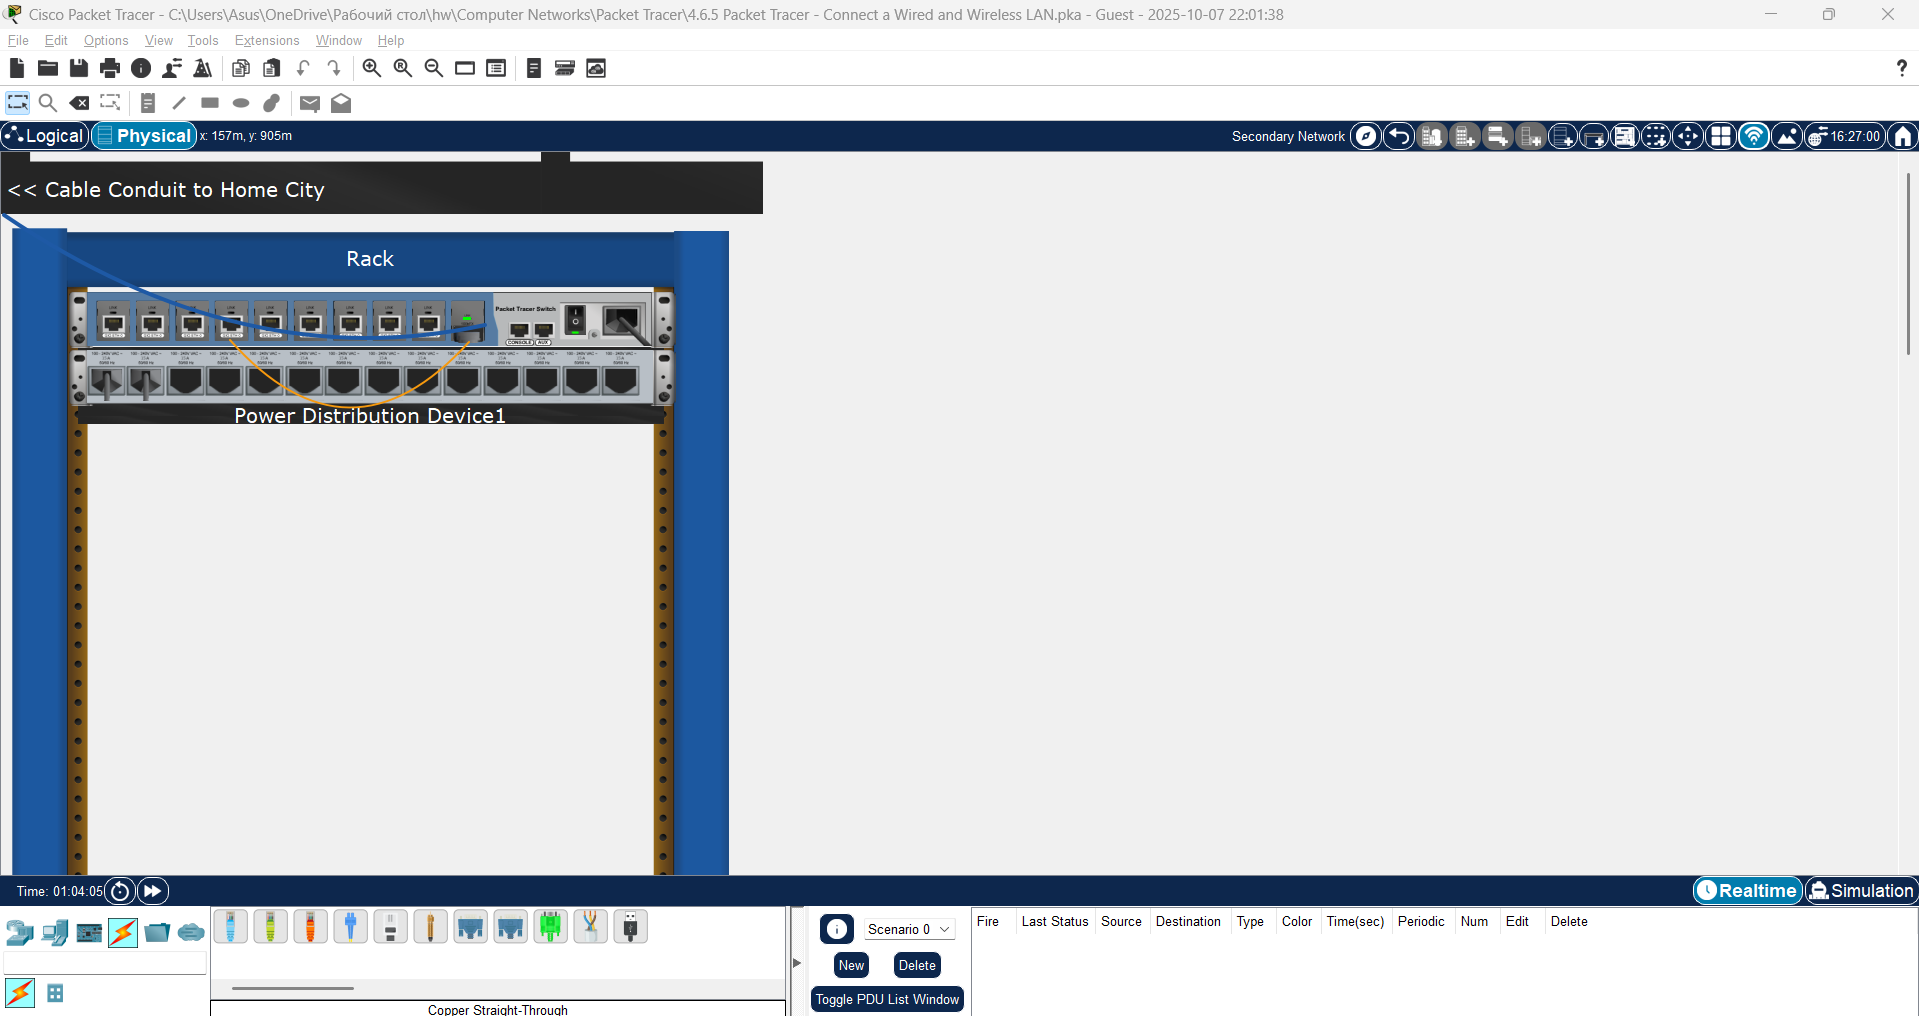 Cisco Packet Tracer - C:\Users\Asus\OneDrive\Рабочий стол\hw\Computer Networks\Packet Tracer\4.6.5 Packet Tracer - Connect a Wired and Wireless LAN.pka - Guest - 2025-10-07 22:01:38
File Edit Options View Tools Extensions Window Help
?
Logical Physical x: 157m, y: 905m Secondary Network 16:27:00
<< Cable Conduit to Home City
Rack
Packet Tracer Switch
CONSOLE AUX
Power Distribution Device1
Time: 01:04:05 Realtime Simulation
Scenario 0
Fire Last Status Source Destination Type Color Time(sec) Periodic Num Edit Delete
New Delete
Toggle PDU List Window
Copper Straight-Through